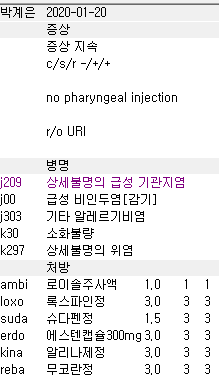 박계은 2020-01-20
증상
증상 지속
c/s/r -/+/+
no pharyngeal injection
r/o URI
병명
j209 상세불명의 급성 기관지염
j00 급성 비인두염[감기]
j303 기타 알레르기비염
k30 소화불량
k297 상세불명의 위염
처방
ambi 로미솔주사액 1.0 1 1
loxo 록스파인정 3.0 3 3
suda 슈다펜정 1.5 3 3
erdo 에스텐캡슐300mg 3.0 3 3
kina 알리나제정 3.0 3 3
reba 무코란정 3.0 3 3